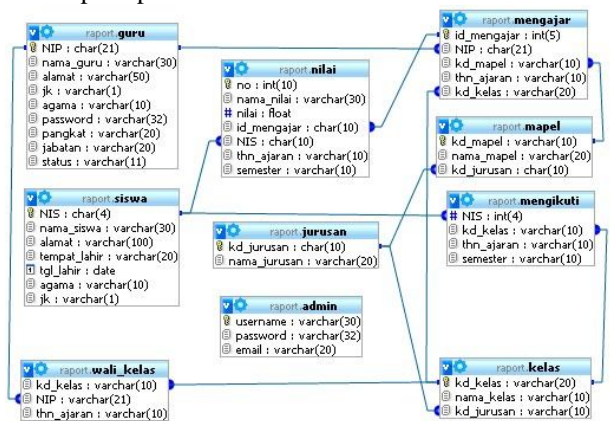 raport.guru
NIP : char(21)
nama_guru : varchar(30)
alamat : varchar(50)
jk : varchar(1)
agama : varchar(10)
password : varchar(32)
pangkat : varchar(20)
jabatan : varchar(20)
status : varchar(11)
raport.nilai
no : int(10)
nama_nilai : varchar(30)
# nilai : float
id_mengajar : char(10)
NIS : char(10)
thn_ajaran : varchar(10)
semester : varchar(10)
raport.mengajar
id_mengajar : int(5)
NIP : char(21)
kd_mapel : varchar(10)
thn_ajaran : varchar(10)
kd_kelas : varchar(20)
raport.mapel
kd_mapel : varchar(10)
nama_mapel : varchar(20)
kd_jurusan : char(10)
raport.siswa
NIS : char(4)
nama_siswa : varchar(30)
alamat : varchar(100)
tempat_lahir : varchar(20)
tgl_lahir : date
agama : varchar(10)
jk : varchar(1)
raport.jurusan
kd_jurusan : char(10)
nama_jurusan : varchar(20)
raport.mengikuti
# NIS : int(4)
kd_kelas : varchar(10)
thn_ajaran : varchar(10)
semester : varchar(10)
raport.admin
username : varchar(30)
password : varchar(32)
email : varchar(20)
raport.wali_kelas
kd_kelas : varchar(10)
NIP : varchar(21)
thn_ajaran : varchar(10)
raport.kelas
kd_kelas : varchar(20)
nama_kelas : varchar(10)
kd_jurusan : varchar(10)